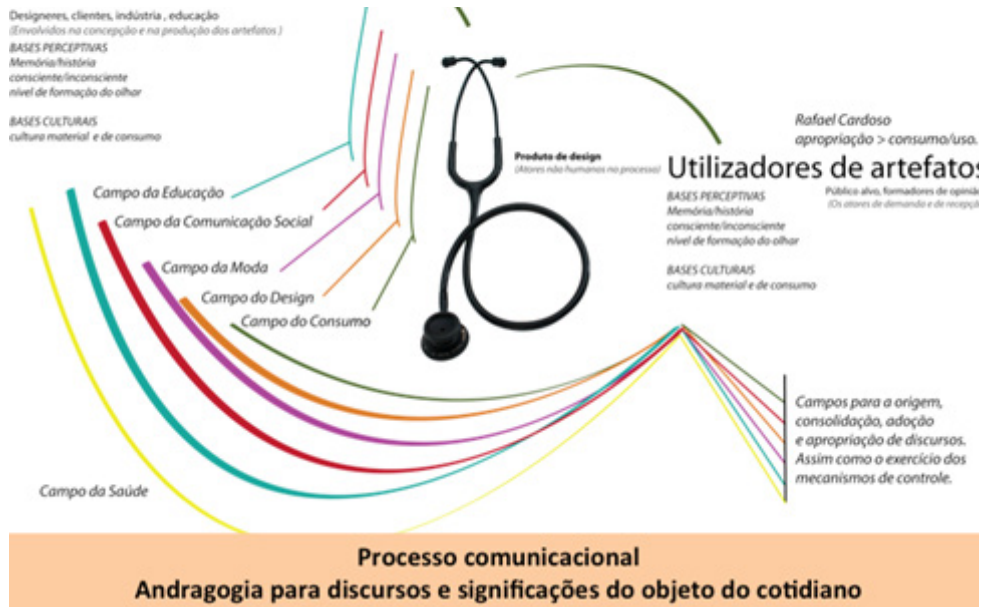 Designeres, clientes, indústria , educação
(Envolvidos na concepção e na produção dos artefatos )
BASES PERCEPTIVAS
Memória/história
consciente/inconsciente
nível de formação do olhar
BASES CULTURAIS
cultura material e de consumo
Campo da Educação
Campo da Comunicação Social
Campo da Moda
Campo do Design
Campo do Consumo
Campo da Saúde
Produto de design
(Atores não humanos no processo)
Rafael Cardoso
apropriação > consumo/uso.
Utilizadores de artefatos
Público alvo, formadores de opinião
(Os atores de demanda e de recepção
BASES PERCEPTIVAS
Memória/história
consciente/inconsciente
nível de formação do olhar
BASES CULTURAIS
cultura material e de consumo
Campos para a origem,
consolidação, adoção
e apropriação de discursos.
Assim como o exercício dos
mecanismos de controle.
Processo comunicacional
Andragogia para discursos e significações do objeto do cotidiano